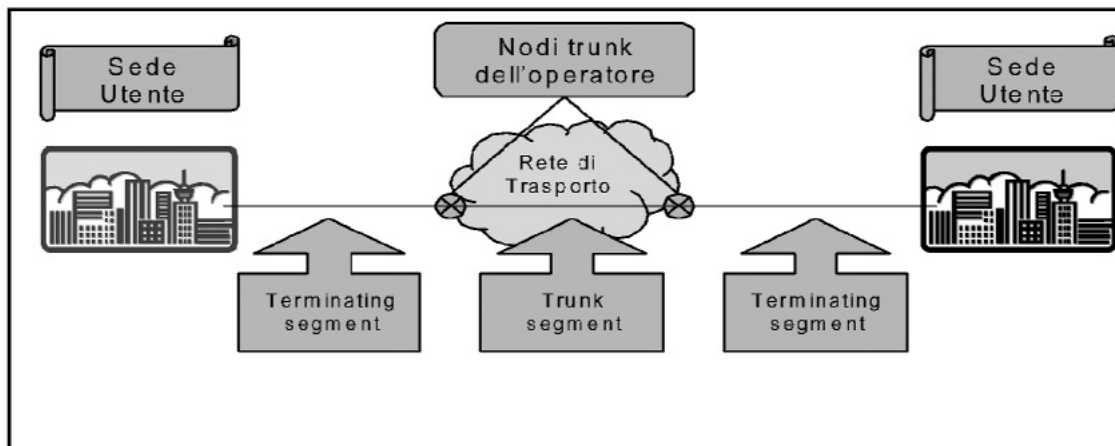 Sede
Utente
Nodi trunk
dell'operatore
Sede
Utente
Rete di
Trasporto
Terminating
segment
Trunk
segment
Terminating
segment